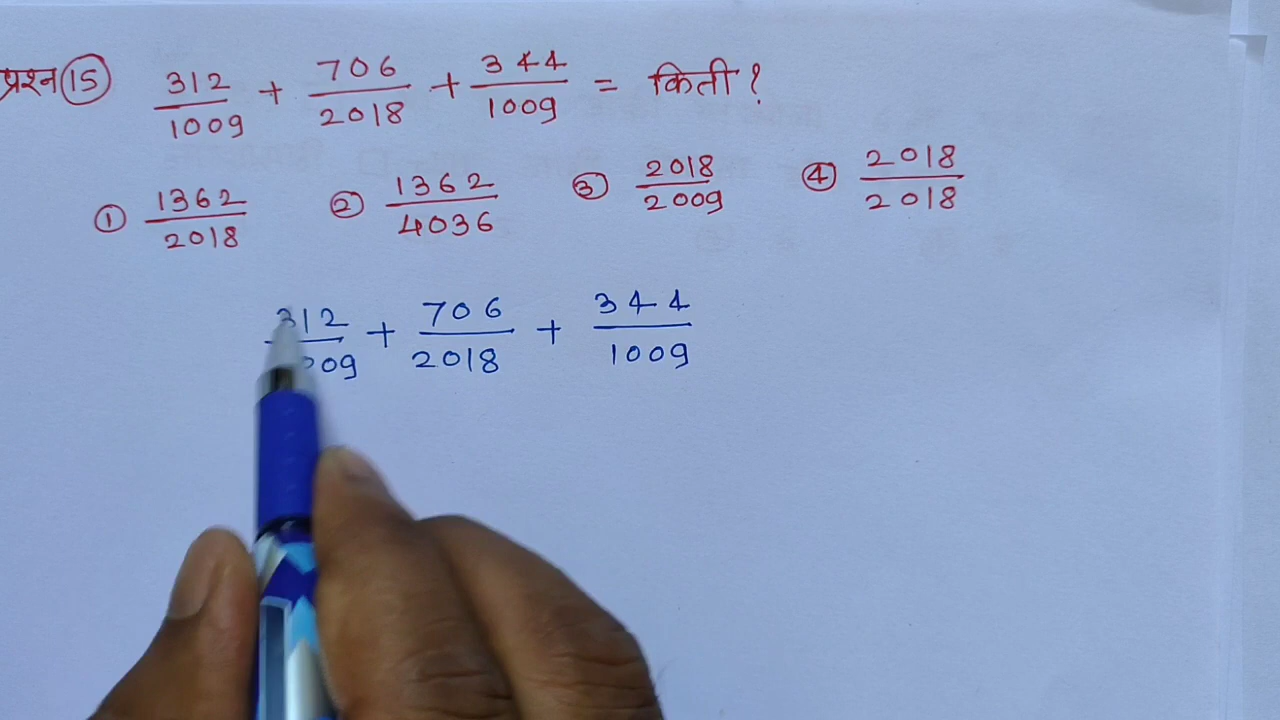 प्रश्न (15) 312/1009 + 706/2018 + 344/1009 = किती?
① 1362/2018 ② 1362/4036 ③ 2018/2009 ④ 2018/2018
312/009 + 706/2018 + 344/1009